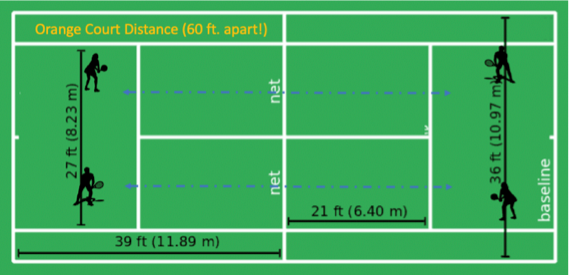 Orange Court Distance (60 ft. apart!)
27 ft (8.23 m)
net
net
36 ft (10.97 m)
baseline
21 ft (6.40 m)
39 ft (11.89 m)